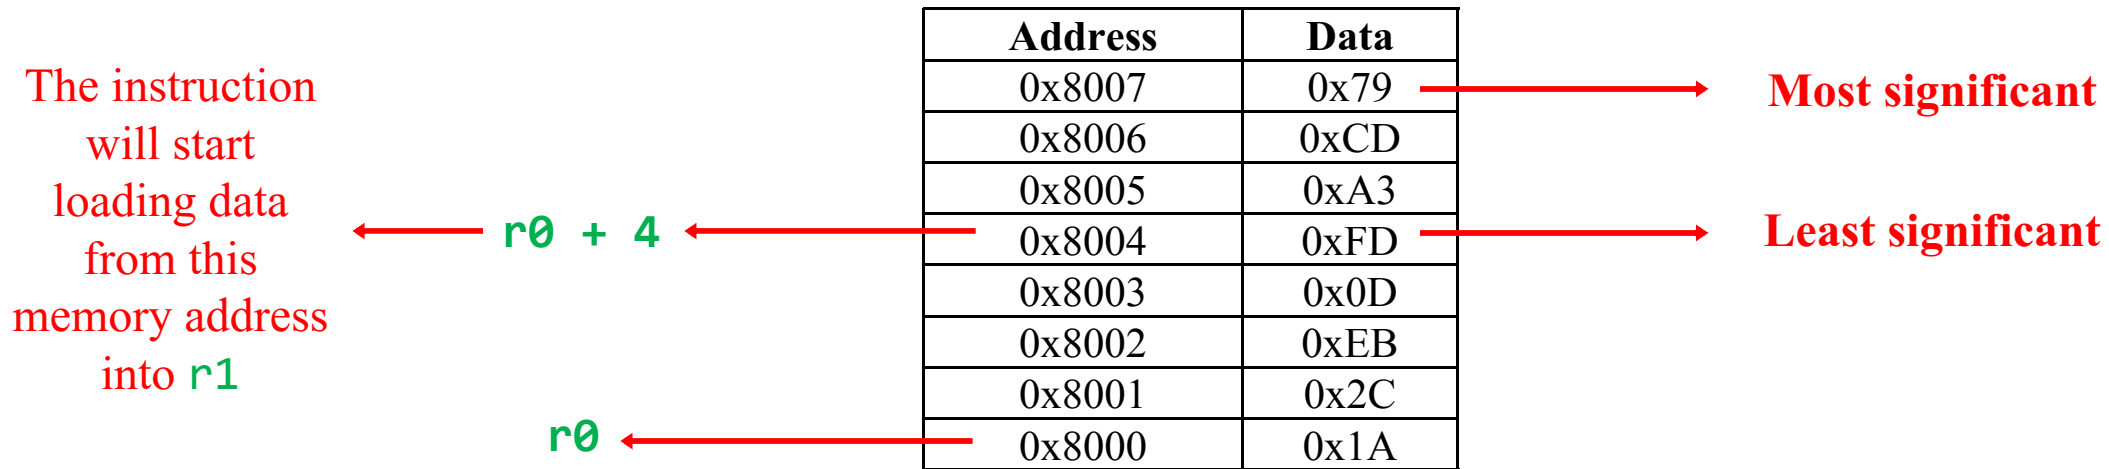 Address Data
The instruction
will start
loading data
from this
memory address
into r1
r0 + 4
r0
0x8007 0x79
0x8006 0xCD
0x8005 0xA3
0x8004 0xFD
0x8003 0x0D
0x8002 0xEB
0x8001 0x2C
0x8000 0x1A
Most significant
Least significant